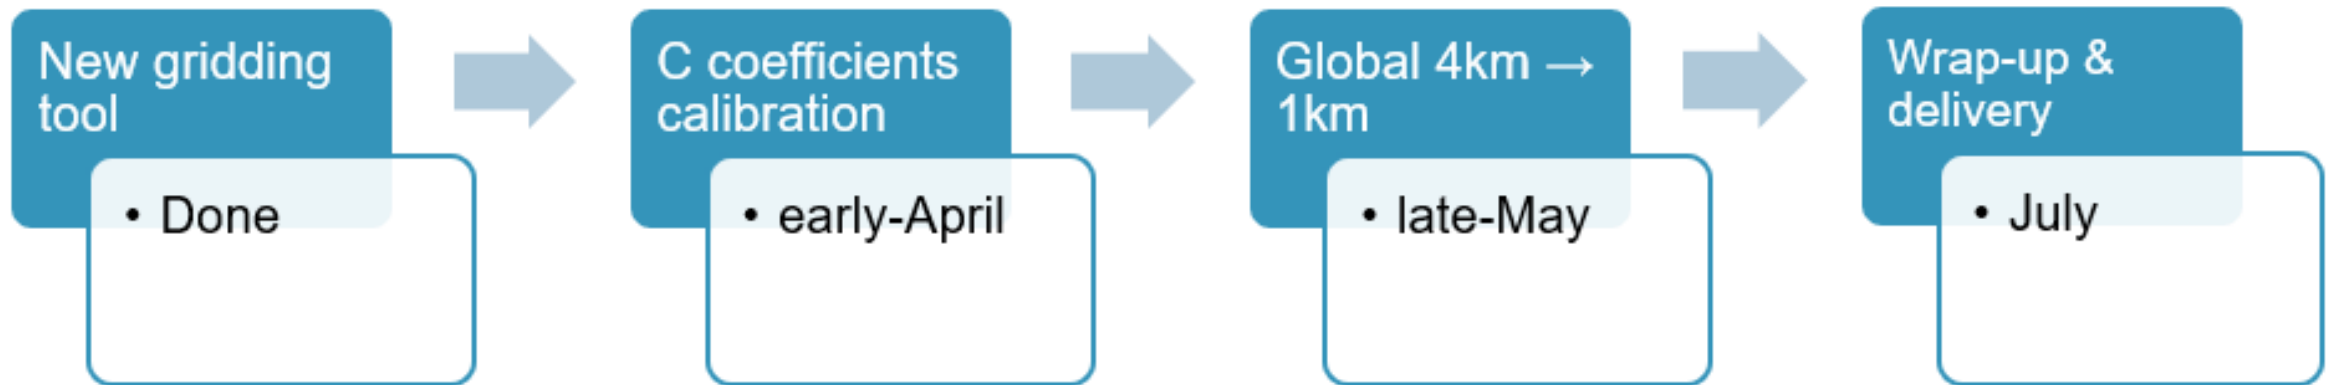 New gridding
tool
• Done
C coefficients
calibration
• early-April
Global 4km →
1km
• late-May
Wrap-up &
delivery
• July